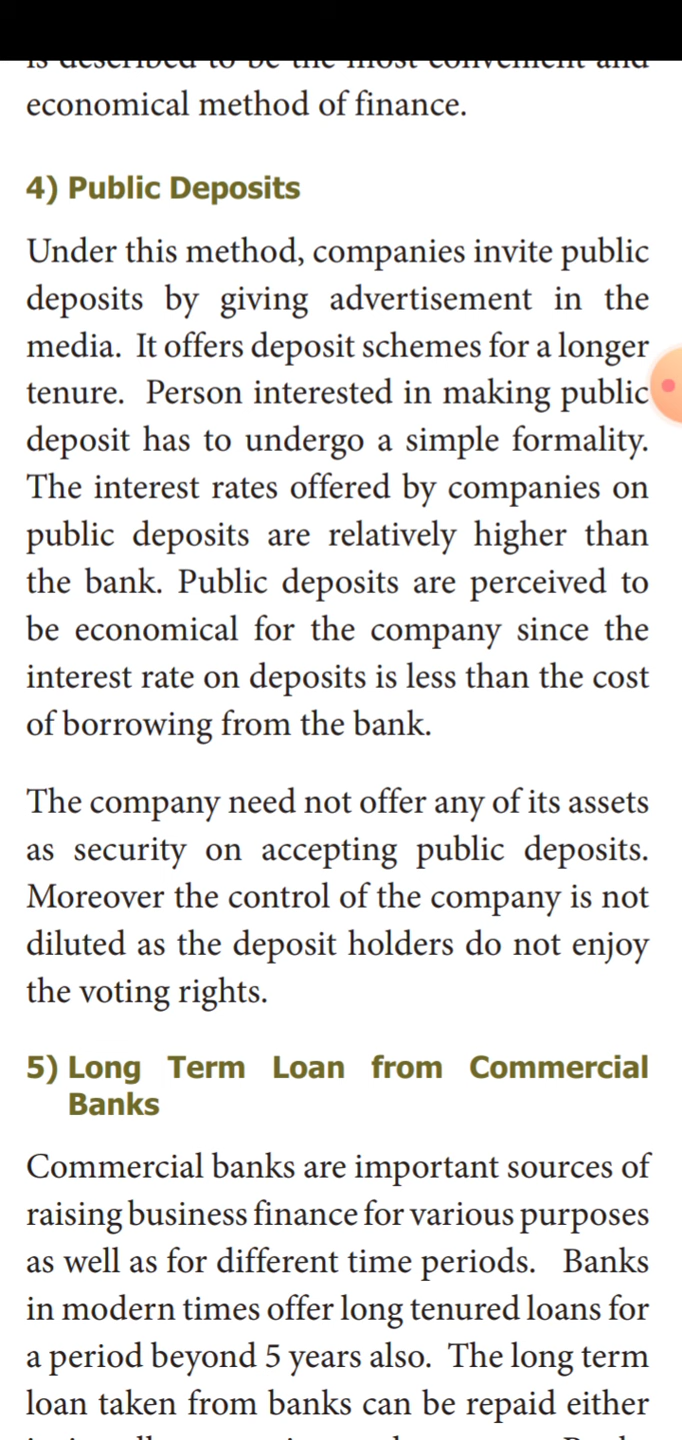 is described to be the most convenient and
economical method of finance.
4) Public Deposits
Under this method, companies invite public
deposits by giving advertisement in the
media. It offers deposit schemes for a longer
tenure. Person interested in making public
deposit has to undergo a simple formality.
The interest rates offered by companies on
public deposits are relatively higher than
the bank. Public deposits are perceived to
be economical for the company since the
interest rate on deposits is less than the cost
of borrowing from the bank.
The company need not offer any of its assets
as security on accepting public deposits.
Moreover the control of the company is not
diluted as the deposit holders do not enjoy
the voting rights.
5) Long Term Loan from Commercial
Banks
Commercial banks are important sources of
raising business finance for various purposes
as well as for different time periods. Banks
in modern times offer long tenured loans for
a period beyond 5 years also. The long term
loan taken from banks can be repaid either